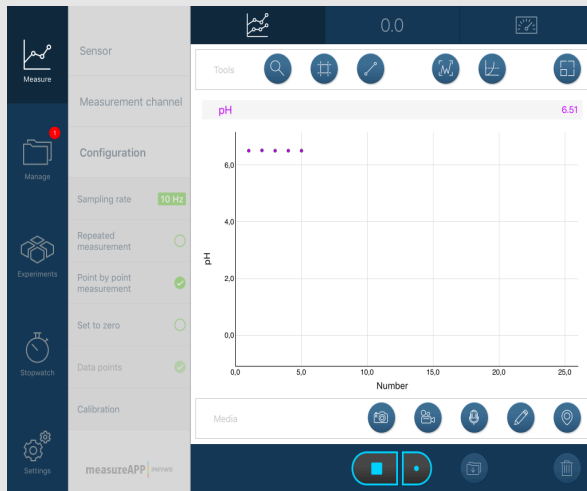 0.0
Measure
Sensor
Tools
Measurement channel
pH
6.51
1
Manage
Configuration
Sampling rate
10 Hz
Repeated
measurement
Experiments
Point by point
measurement
Set to zero
Stopwatch
Data points
Calibration
Settings
measureAPP PHYWE
pH
6,0
4,0
2,0
0,0
0,0
5,0
10,0
15,0
20,0
25,0
Number
Media